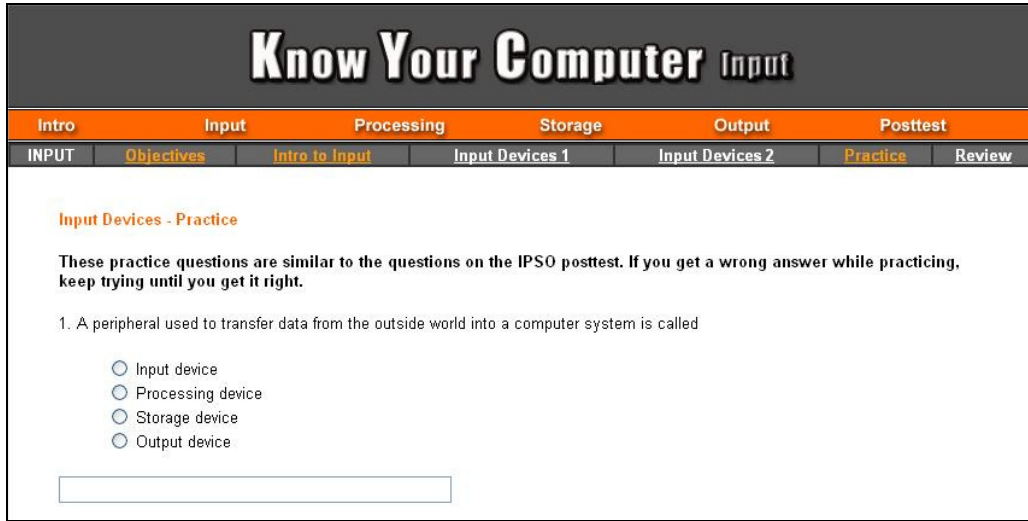 Know Your Computer Input
Intro Input Processing Storage Output Posttest
INPUT Objectives Intro to Input Input Devices 1 Input Devices 2 Practice Review
Input Devices - Practice
These practice questions are similar to the questions on the IPSO posttest. If you get a wrong answer while practicing,
keep trying until you get it right.
1. A peripheral used to transfer data from the outside world into a computer system is called
Input device
Processing device
Storage device
Output device